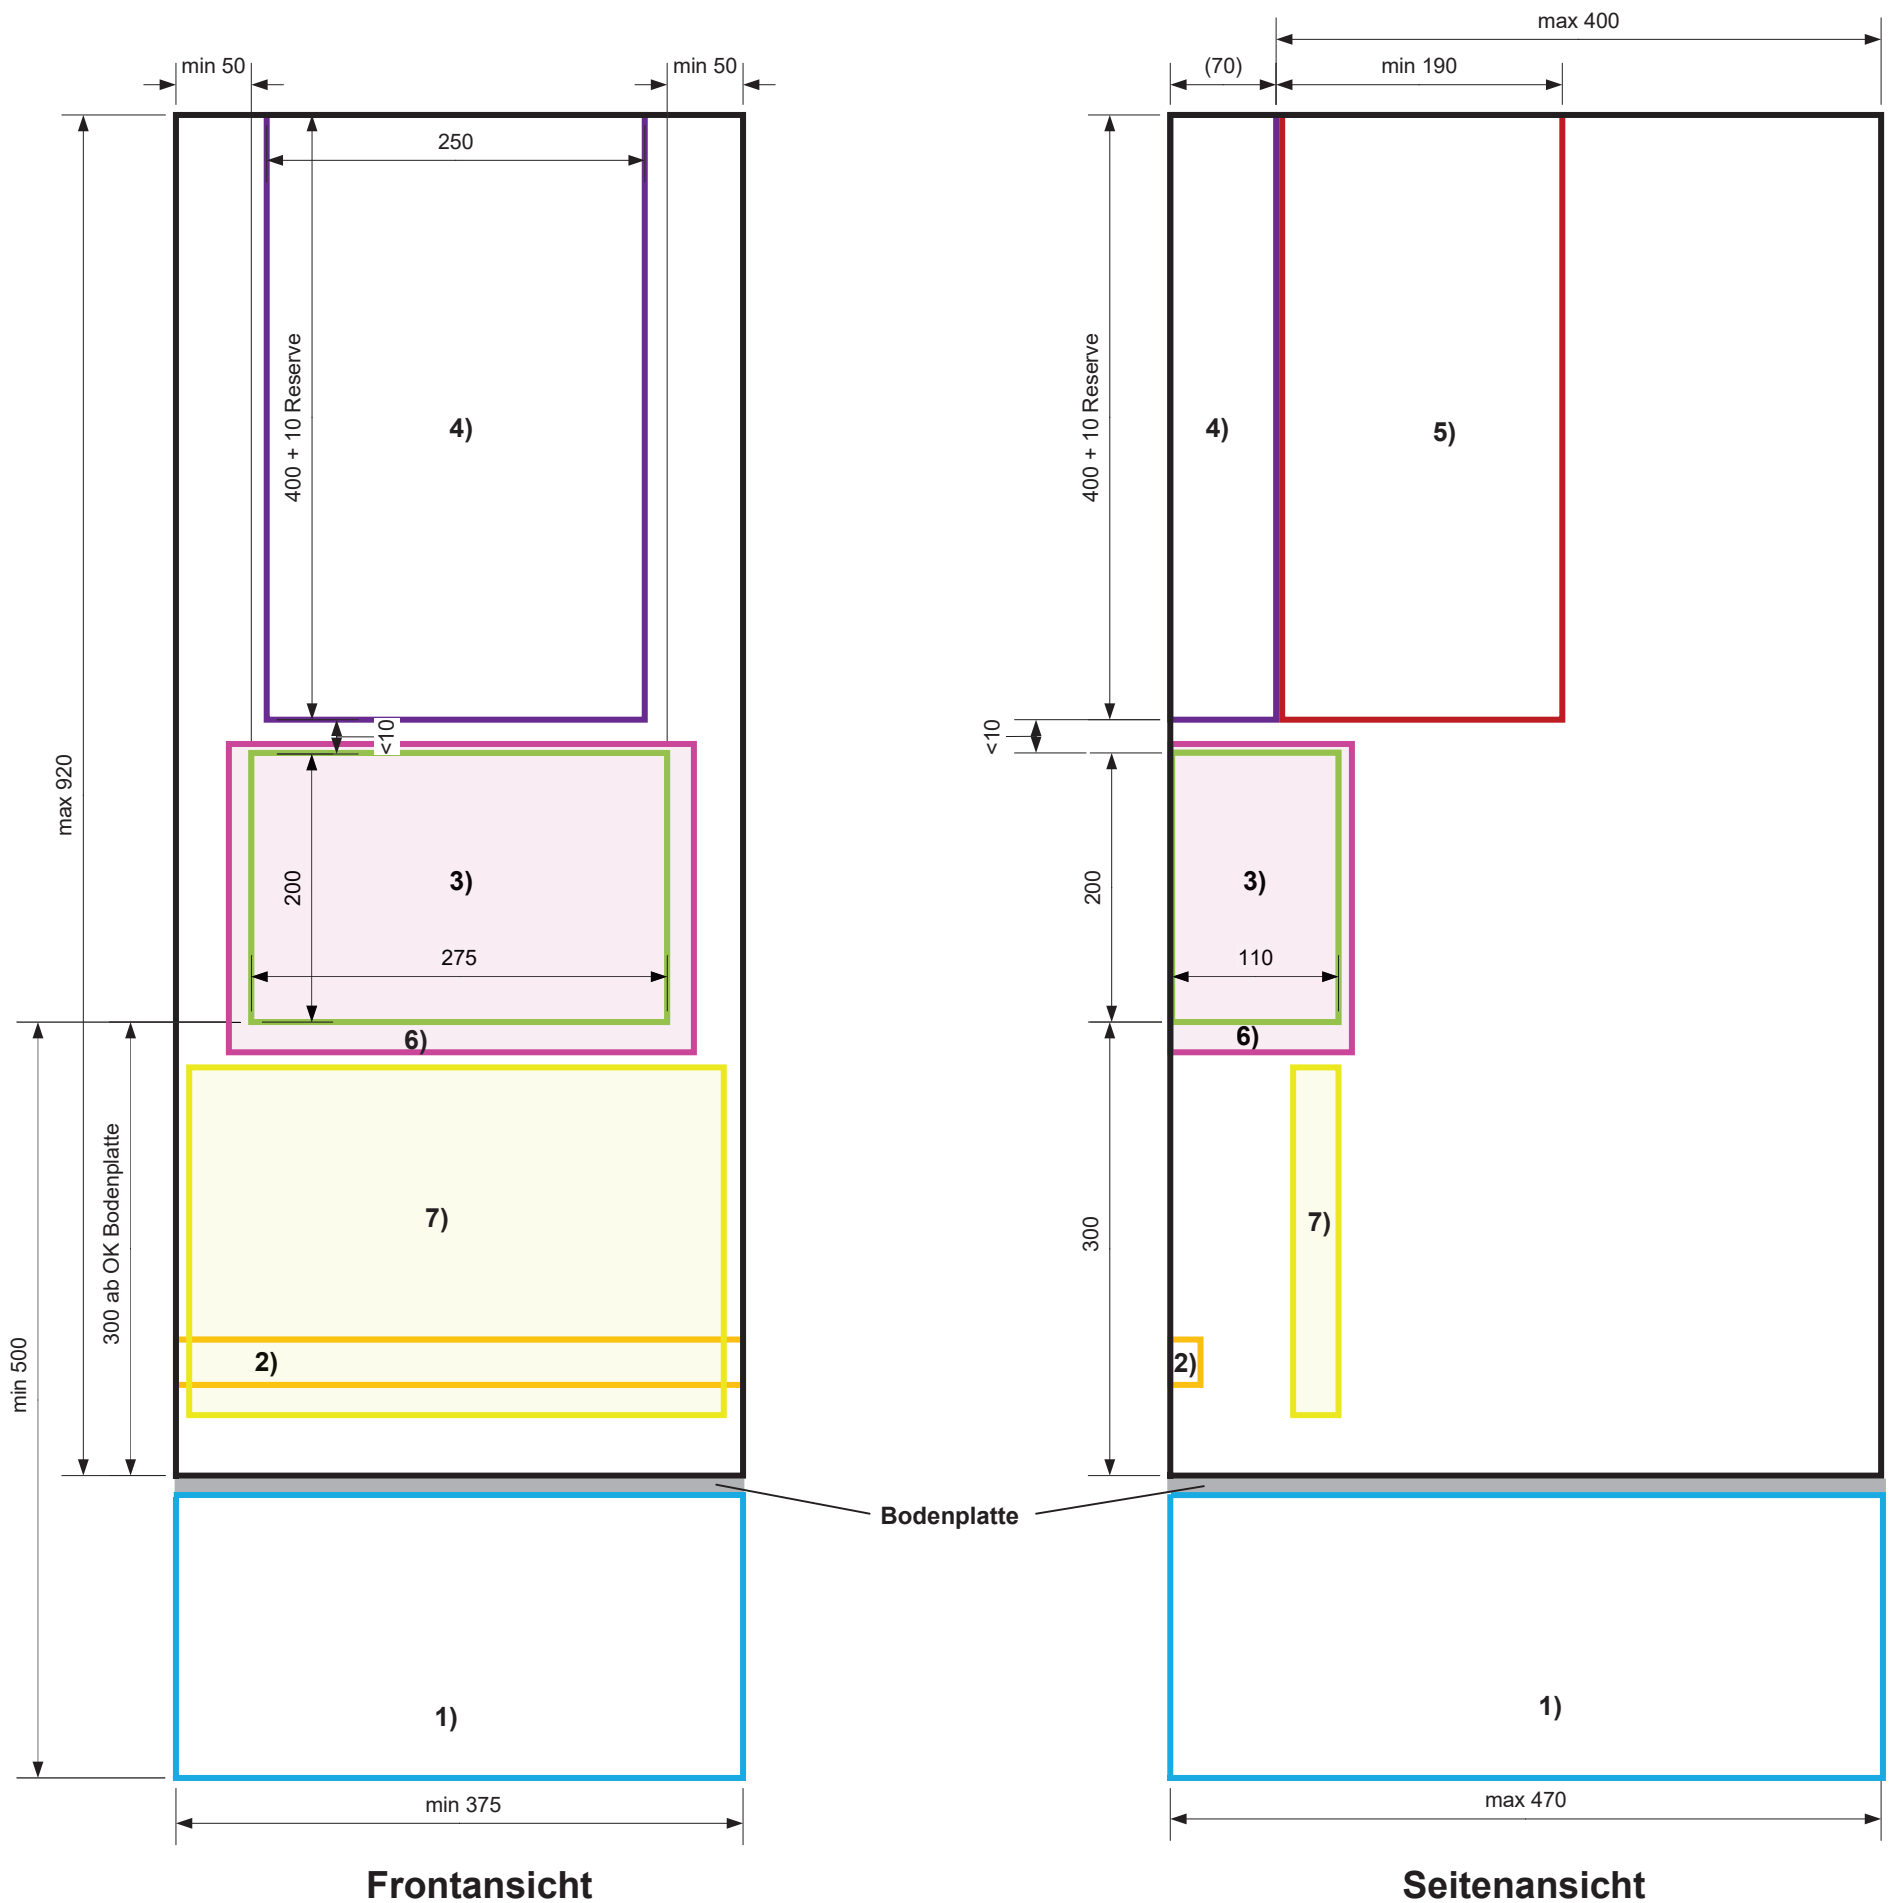 max 400
min 50
min 50
(70)
min 190
250
400 + 10 Reserve
4)
400 + 10 Reserve
4)
5)
<10
<10
max 920
200
3)
275
200
3)
110
6)
6)
300 ab OK Bodenplatte
7)
300
7)
min 500
2)
2)
Bodenplatte
1)
1)
min 375
max 470
Frontansicht
Seitenansicht